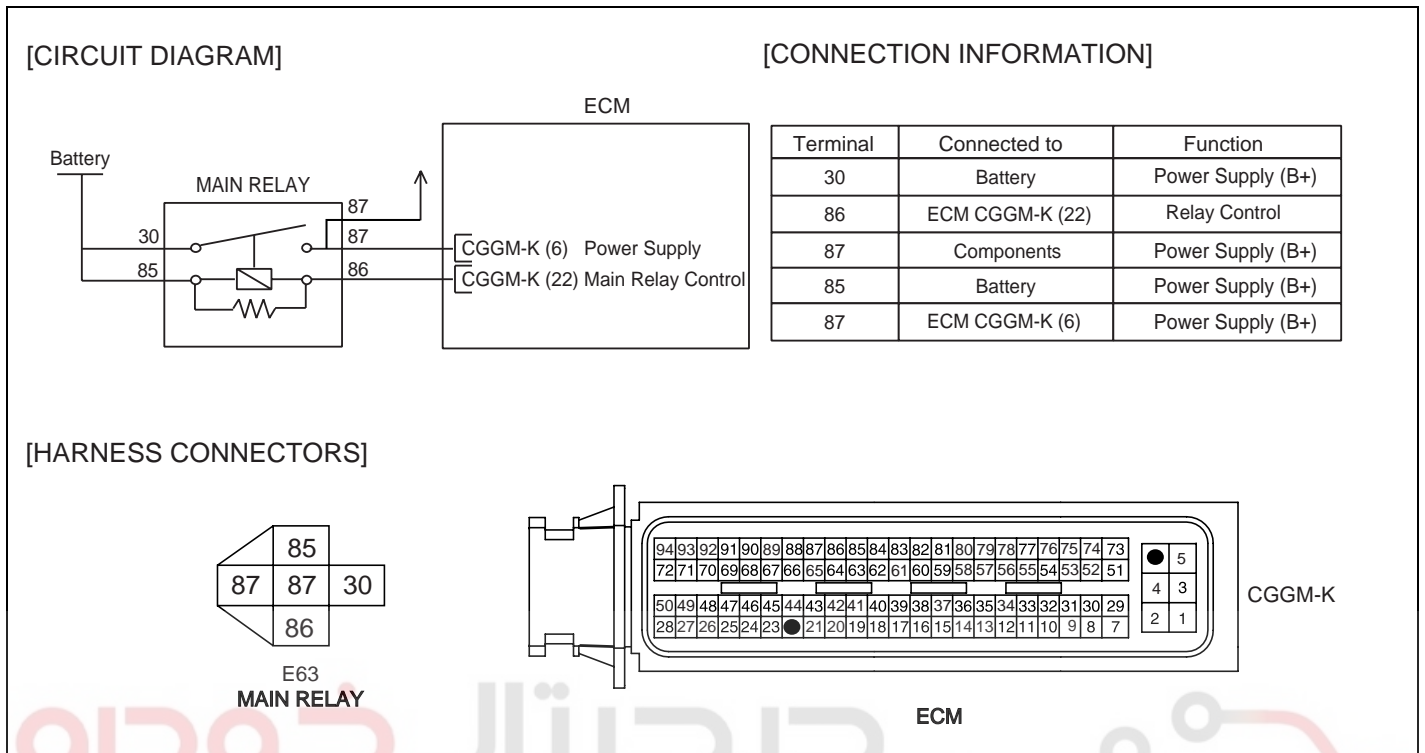 [CIRCUIT DIAGRAM]
ECM
Battery
MAIN RELAY
87
30
87
CGGM-K (6) Power Supply
85
86
CGGM-K (22) Main Relay Control
[CONNECTION INFORMATION]
Terminal Connected to Function
30 Battery Power Supply (B+)
86 ECM CGGM-K (22) Relay Control
87 Components Power Supply (B+)
85 Battery Power Supply (B+)
87 ECM CGGM-K (6) Power Supply (B+)
[HARNESS CONNECTORS]
85
87 87 30
86
E63
MAIN RELAY
94 93 92 91 90 89 88 87 86 85 84 83 82 81 80 79 78 77 76 75 74 73
72 71 70 69 68 67 66 65 64 63 62 61 60 59 58 57 56 55 54 53 52 51
50 49 48 47 46 45 44 43 42 41 40 39 38 37 36 35 34 33 32 31 30 29
28 27 26 25 24 23 21 20 19 18 17 16 15 14 13 12 11 10 9 8 7
5
4 3
2 1
CGGM-K
ECM